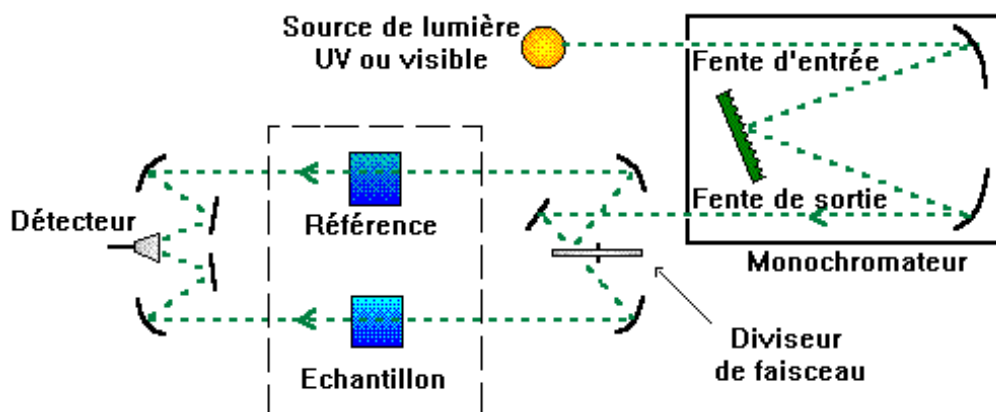 Source de lumière
UV ou visible
Fente d'entrée
Fente de sortie
Détecteur
Référence
Monochromateur
Diviseur
de faisceau
Echantillon